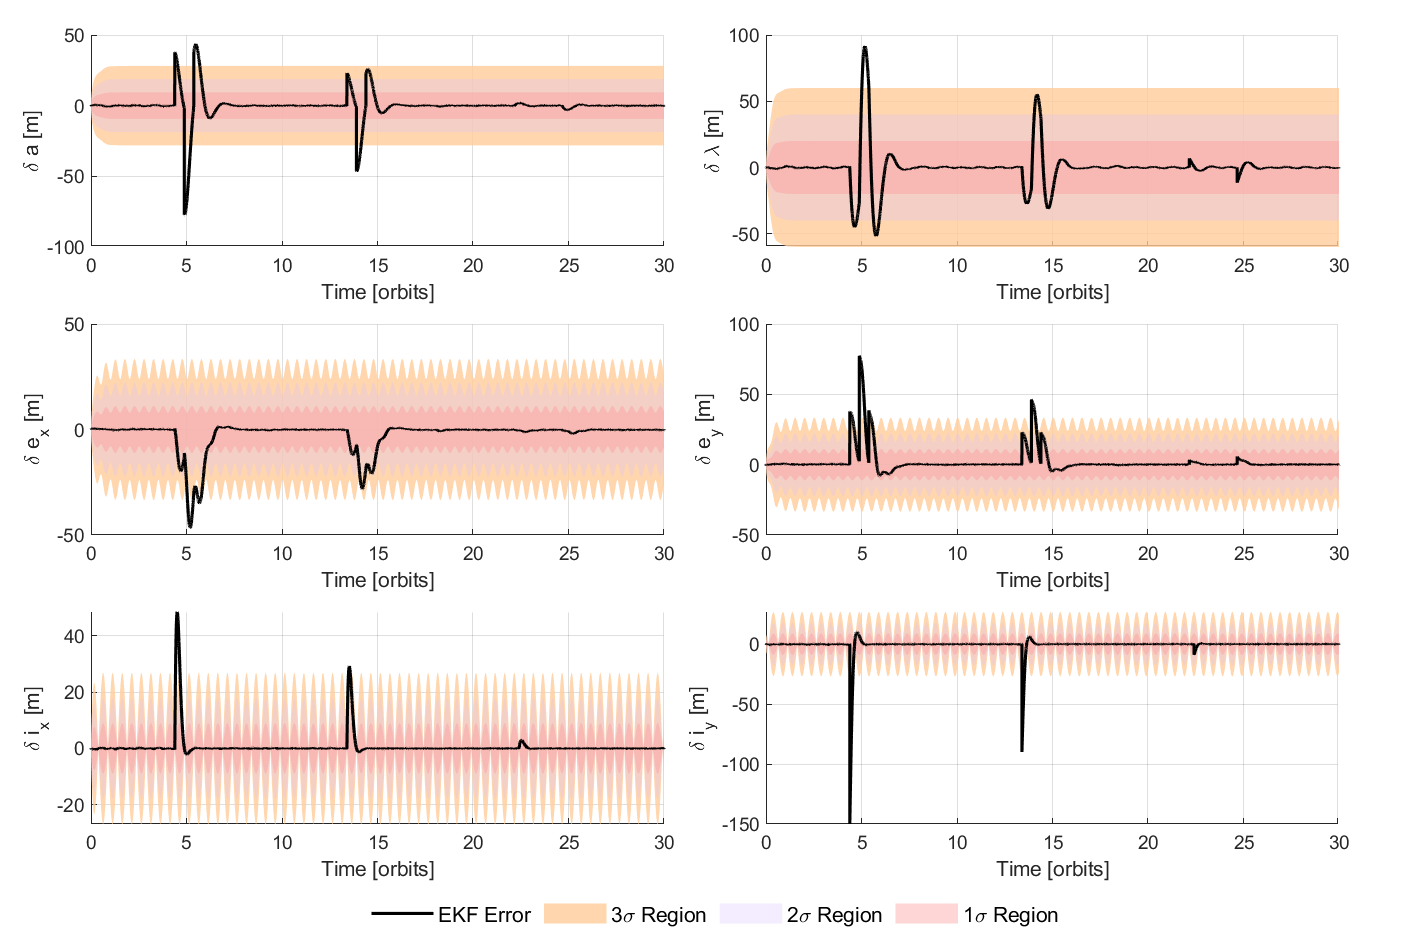 50
0
-50
-100
δ a [m]
0 5 10 15 20 25 30
Time [orbits]
100
50
0
-50
δ λ [m]
0 5 10 15 20 25 30
Time [orbits]
50
0
-50
δ e_x [m]
0 5 10 15 20 25 30
Time [orbits]
100
50
0
-50
δ e_y [m]
0 5 10 15 20 25 30
Time [orbits]
40
20
0
-20
δ i_x [m]
0 5 10 15 20 25 30
Time [orbits]
0
-50
-100
-150
δ i_y [m]
0 5 10 15 20 25 30
Time [orbits]
EKF Error 3σ Region 2σ Region 1σ Region